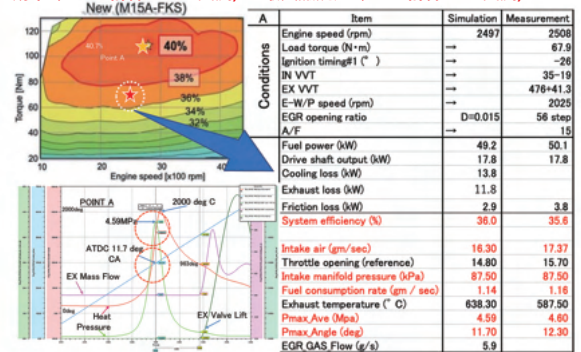 New (M15A-FKS)
120
100
80
60
40
20
Torque [Nm]
40.7%
Point A
40%
38%
36%
34%
32%
10
20
30
40
Engine speed [x100 rpm]
POINT A
2000 deg C
4.59MPa
ATDC 11.7 deg
CA
EX Mass Flow
Heat
Pressure
EX Valve Lift
A Item Simulation Measurement
Conditions
Engine speed (rpm) 2497 2508
Load torque (N·m) → 67.9
Ignition timing#1 (° ) → -26
IN VVT → 35-19
EX VVT → 476+41.3
E-W/P speed (rpm) → 2025
EGR opening ratio D=0.015 56 step
A/F → 15
Fuel power (kW) 49.2 50.1
Drive shaft output (kW) 17.8 17.8
Cooling loss (kW) 13.8
Exhaust loss (kW) 11.8
Friction loss (kW) 2.9 3.8
System efficiency (%) 36.0 35.6
Intake air (gm/sec) 16.30 17.37
Throttle opening (reference) 14.80 15.70
Intake manifold pressure (kPa) 87.50 87.50
Fuel consumption rate (gm / sec) 1.14 1.16
Exhaust temperature (° C) 638.30 587.50
Pmax_Ave (Mpa) 4.59 4.60
Pmax_Angle (deg) 11.70 12.30
EGR_GAS_Flow (g/s) 5.9